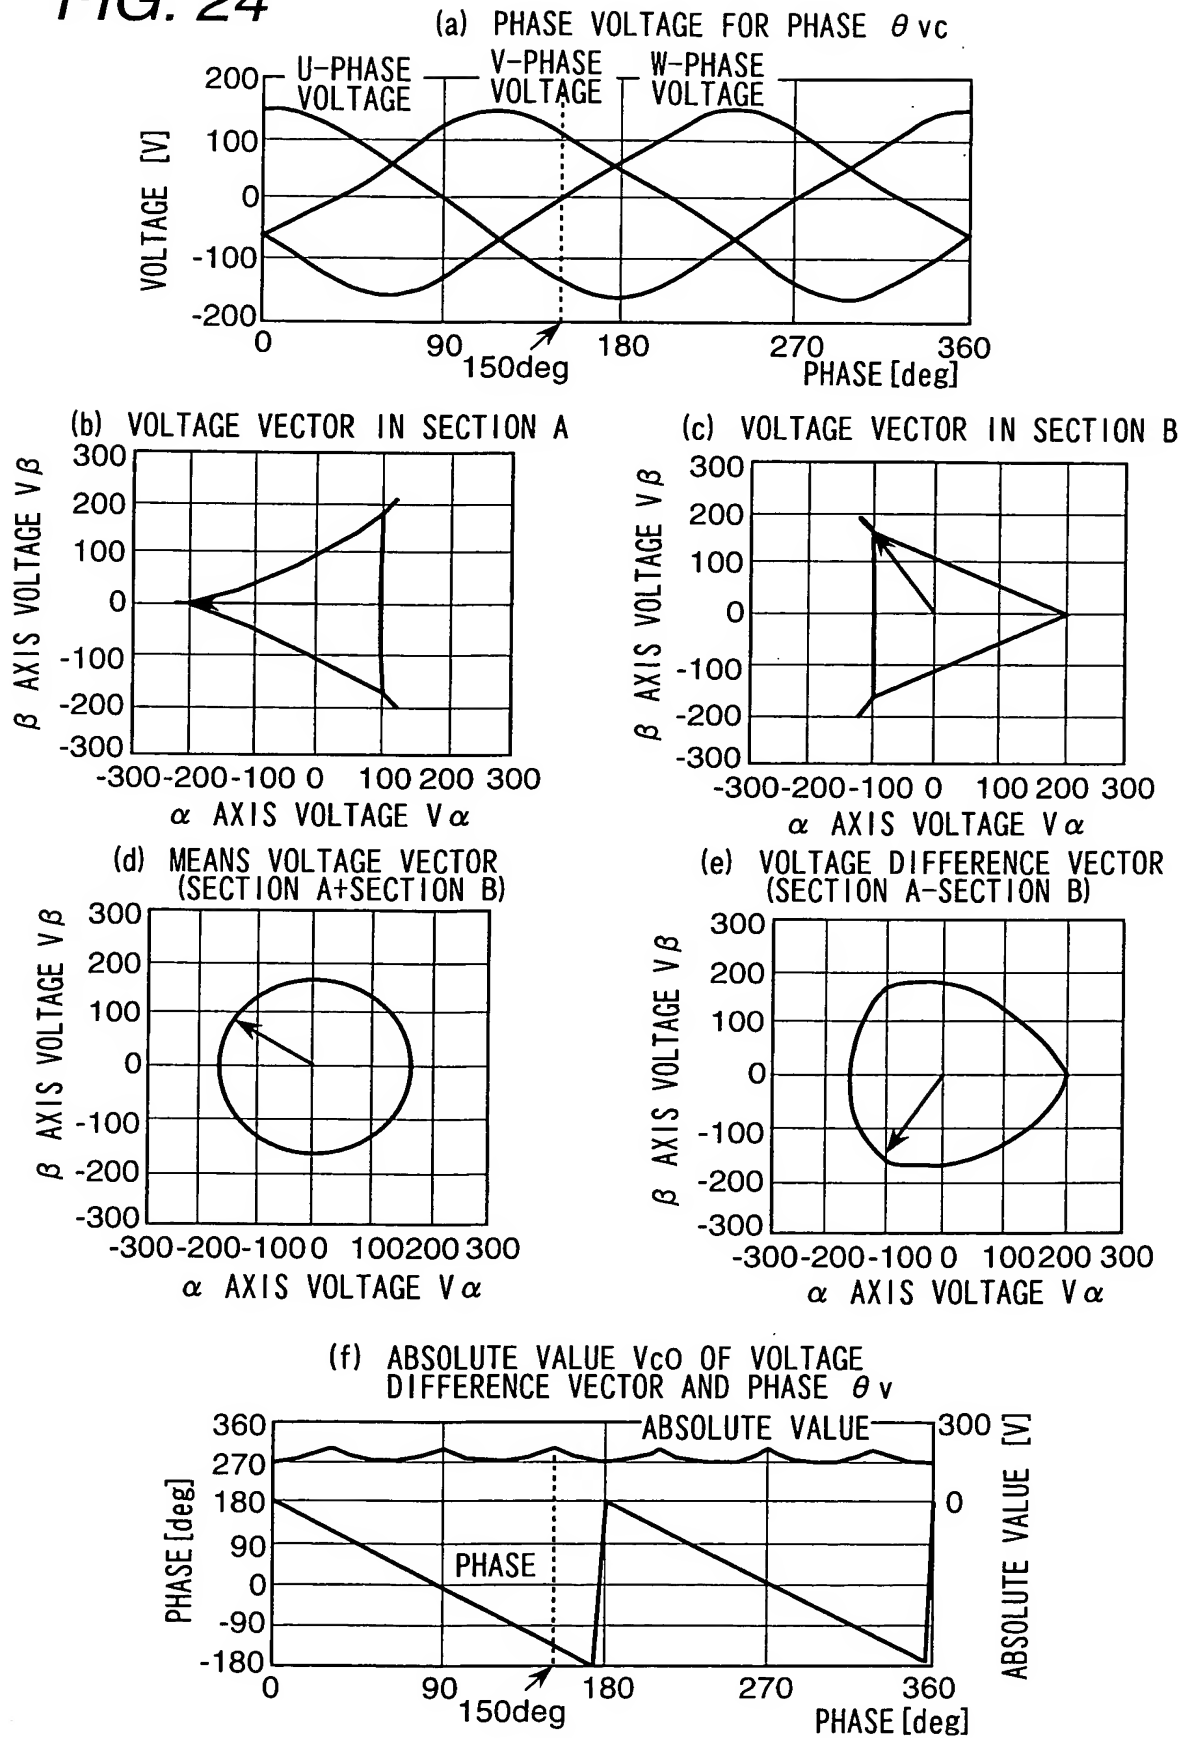 FIG. 24
(a) PHASE VOLTAGE FOR PHASE θvc
U-PHASE VOLTAGE
V-PHASE VOLTAGE
W-PHASE VOLTAGE
VOLTAGE [V]
200
100
0
-100
-200
0 90 180 270 360
150deg
PHASE[deg]
(b) VOLTAGE VECTOR IN SECTION A
β AXIS VOLTAGE Vβ
300
200
100
0
-100
-200
-300
-300 -200 -100 0 100 200 300
α AXIS VOLTAGE Vα
(c) VOLTAGE VECTOR IN SECTION B
β AXIS VOLTAGE Vβ
300
200
100
0
-100
-200
-300
-300 -200 -100 0 100 200 300
α AXIS VOLTAGE Vα
(d) MEANS VOLTAGE VECTOR
(SECTION A+SECTION B)
β AXIS VOLTAGE Vβ
300
200
100
0
-100
-200
-300
-300 -200 -100 0 100 200 300
α AXIS VOLTAGE Vα
(e) VOLTAGE DIFFERENCE VECTOR
(SECTION A-SECTION B)
β AXIS VOLTAGE Vβ
300
200
100
0
-100
-200
-300
-300 -200 -100 0 100 200 300
α AXIS VOLTAGE Vα
(f) ABSOLUTE VALUE Vc0 OF VOLTAGE
DIFFERENCE VECTOR AND PHASE θv
PHASE[deg]
360
270
180
90
0
-90
-180
ABSOLUTE VALUE
PHASE
300
0
ABSOLUTE VALUE [V]
0 90 180 270 360
150deg
PHASE[deg]